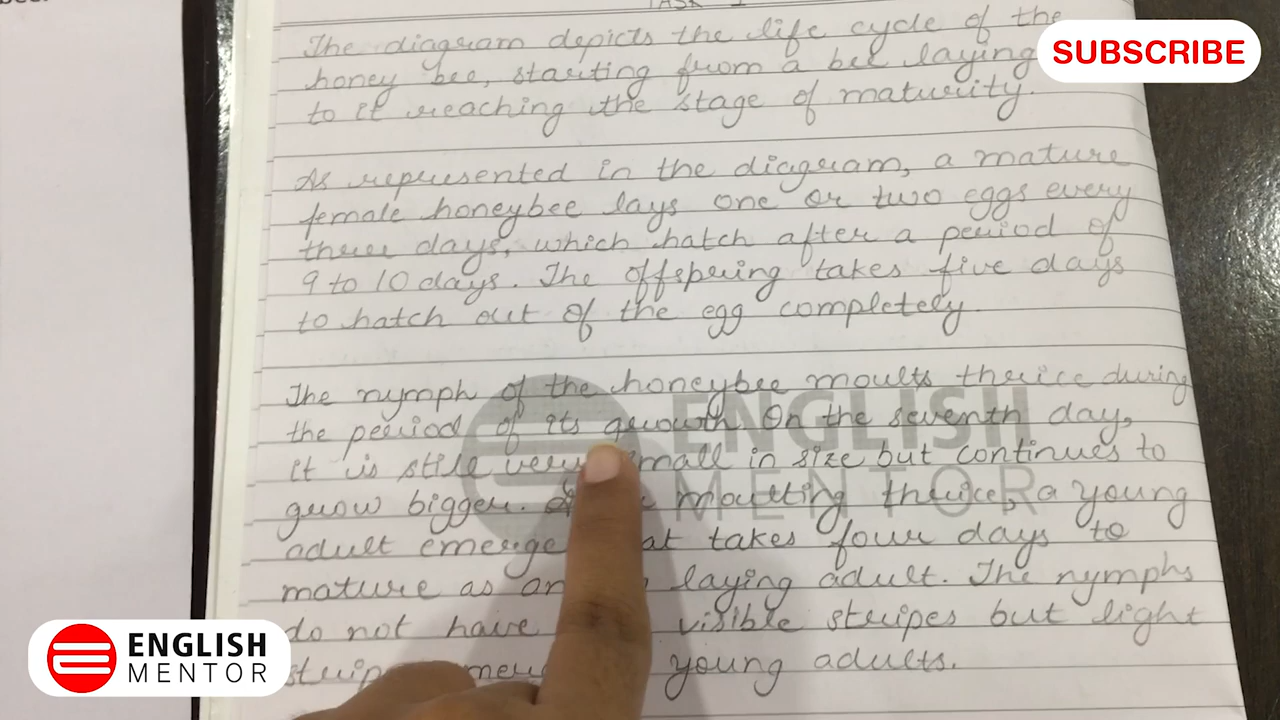 TASK 1
SUBSCRIBE
The diagram depicts the life cycle of the
honey bee, starting from a bee laying
to it reaching the stage of maturity.
As represented in the diagram, a mature
female honeybee lays one or two eggs every
three days, which hatch after a period of
9 to 10 days. The offspring takes five days
to hatch out of the egg completely.
The nymph of the honeybee moults thrice during
the period of its growth On the seventh day,
it is still very small in size but continues to
grow bigger. moulting thrice, a young
adult emerge at takes four days to
mature as an laying adult. The nymphs
do not have visible stripes but light
young adults.
ENGLISH
MENTOR
ENGLISH
MENTOR